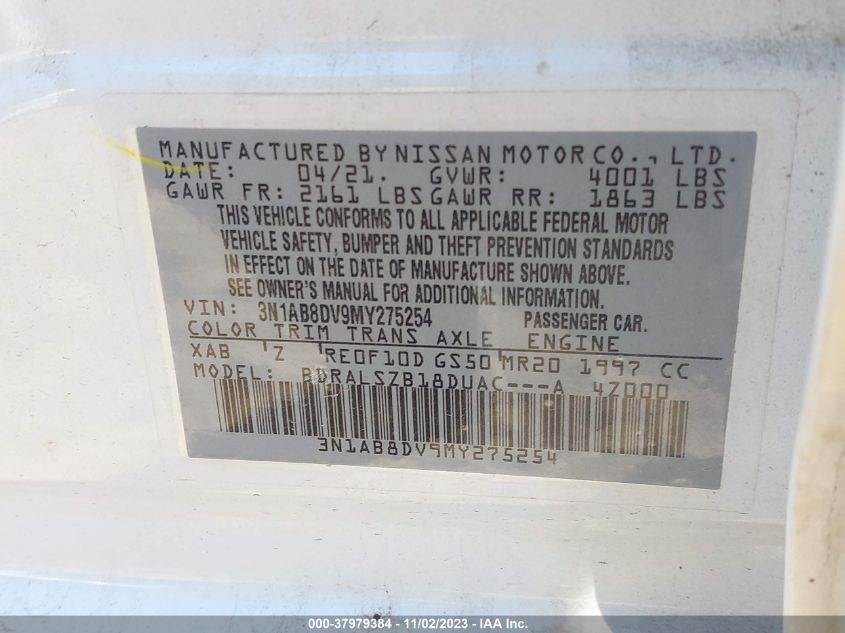 MANUFACTURED BY NISSAN MOTOR CO., LTD.
DATE: 04/21. GVWR: 4001 LBS
GAWR FR: 2161 LBS GAWR RR: 1863 LBS
THIS VEHICLE CONFORMS TO ALL APPLICABLE FEDERAL MOTOR
VEHICLE SAFETY, BUMPER AND THEFT PREVENTION STANDARDS
IN EFFECT ON THE DATE OF MANUFACTURE SHOWN ABOVE.
SEE OWNER'S MANUAL FOR ADDITIONAL INFORMATION.
VIN: 3N1AB8DV9MY275254 PASSENGER CAR.
COLOR TRIM TRANS AXLE ENGINE
XAB Z RE0F10D GS50 MR20 1997 CC
MODEL: BDRALSZB18DUAC---A 4Z000
3N1AB8DV9MY275254
000-37979384 - 11/02/2023 - IAA Inc.